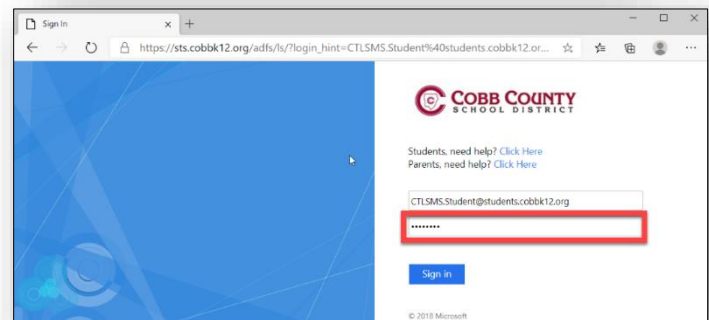 Sign In
https://sts.cobbk12.org/adfs/ls/?login_hint=CTLSMS.Student%40students.cobbk12.or...
COBB COUNTY
SCHOOL DISTRICT
Students, need help? Click Here
Parents, need help? Click Here
CTLSMS.Student@students.cobbk12.org
••••••••
Sign in
© 2018 Microsoft